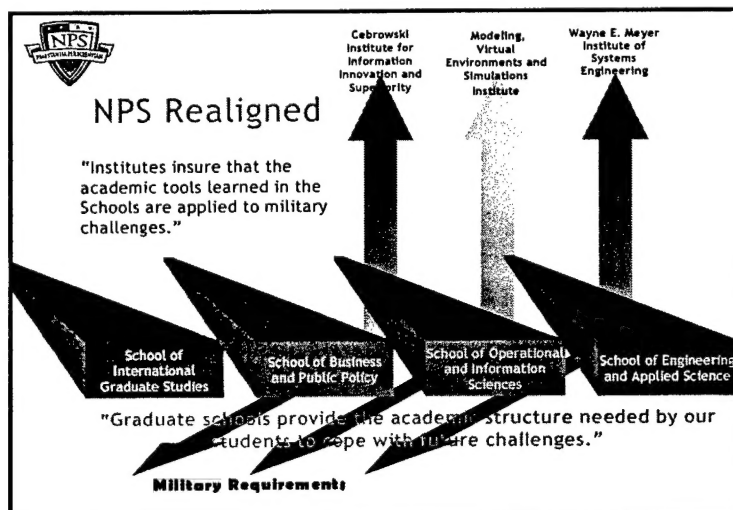 NPS
PRAESTANTIA PER SCIENTIAM
Cebrowski
Institute for
Information
Innovation and
Superiority
Modeling,
Virtual
Environments and
Simulations
Institute
Wayne E. Meyer
Institute of
Systems
Engineering
NPS Realigned
"Institutes insure that the
academic tools learned in the
Schools are applied to military
challenges."
School of
International
Graduate Studies
School of Business
and Public Policy
School of Operational
and Information
Sciences
School of Engineering
and Applied Science
"Graduate schools provide the academic structure needed by our
students to cope with future challenges."
Military Requirements